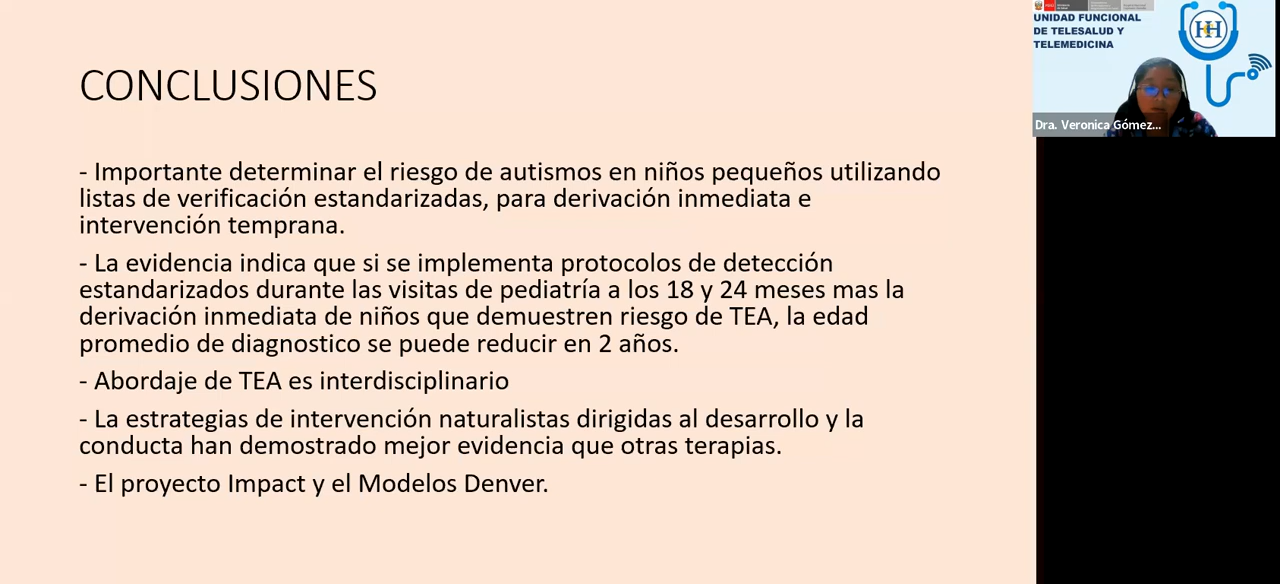 CONCLUSIONES
- Importante determinar el riesgo de autismos en niños pequeños utilizando
listas de verificación estandarizadas, para derivación inmediata e
intervención temprana.
- La evidencia indica que si se implementa protocolos de detección
estandarizados durante las visitas de pediatría a los 18 y 24 meses mas la
derivación inmediata de niños que demuestren riesgo de TEA, la edad
promedio de diagnostico se puede reducir en 2 años.
- Abordaje de TEA es interdisciplinario
- La estrategias de intervención naturalistas dirigidas al desarrollo y la
conducta han demostrado mejor evidencia que otras terapias.
- El proyecto Impact y el Modelos Denver.
UNIDAD FUNCIONAL
DE TELESALUD Y
TELEMEDICINA
Dra. Veronica Gómez...